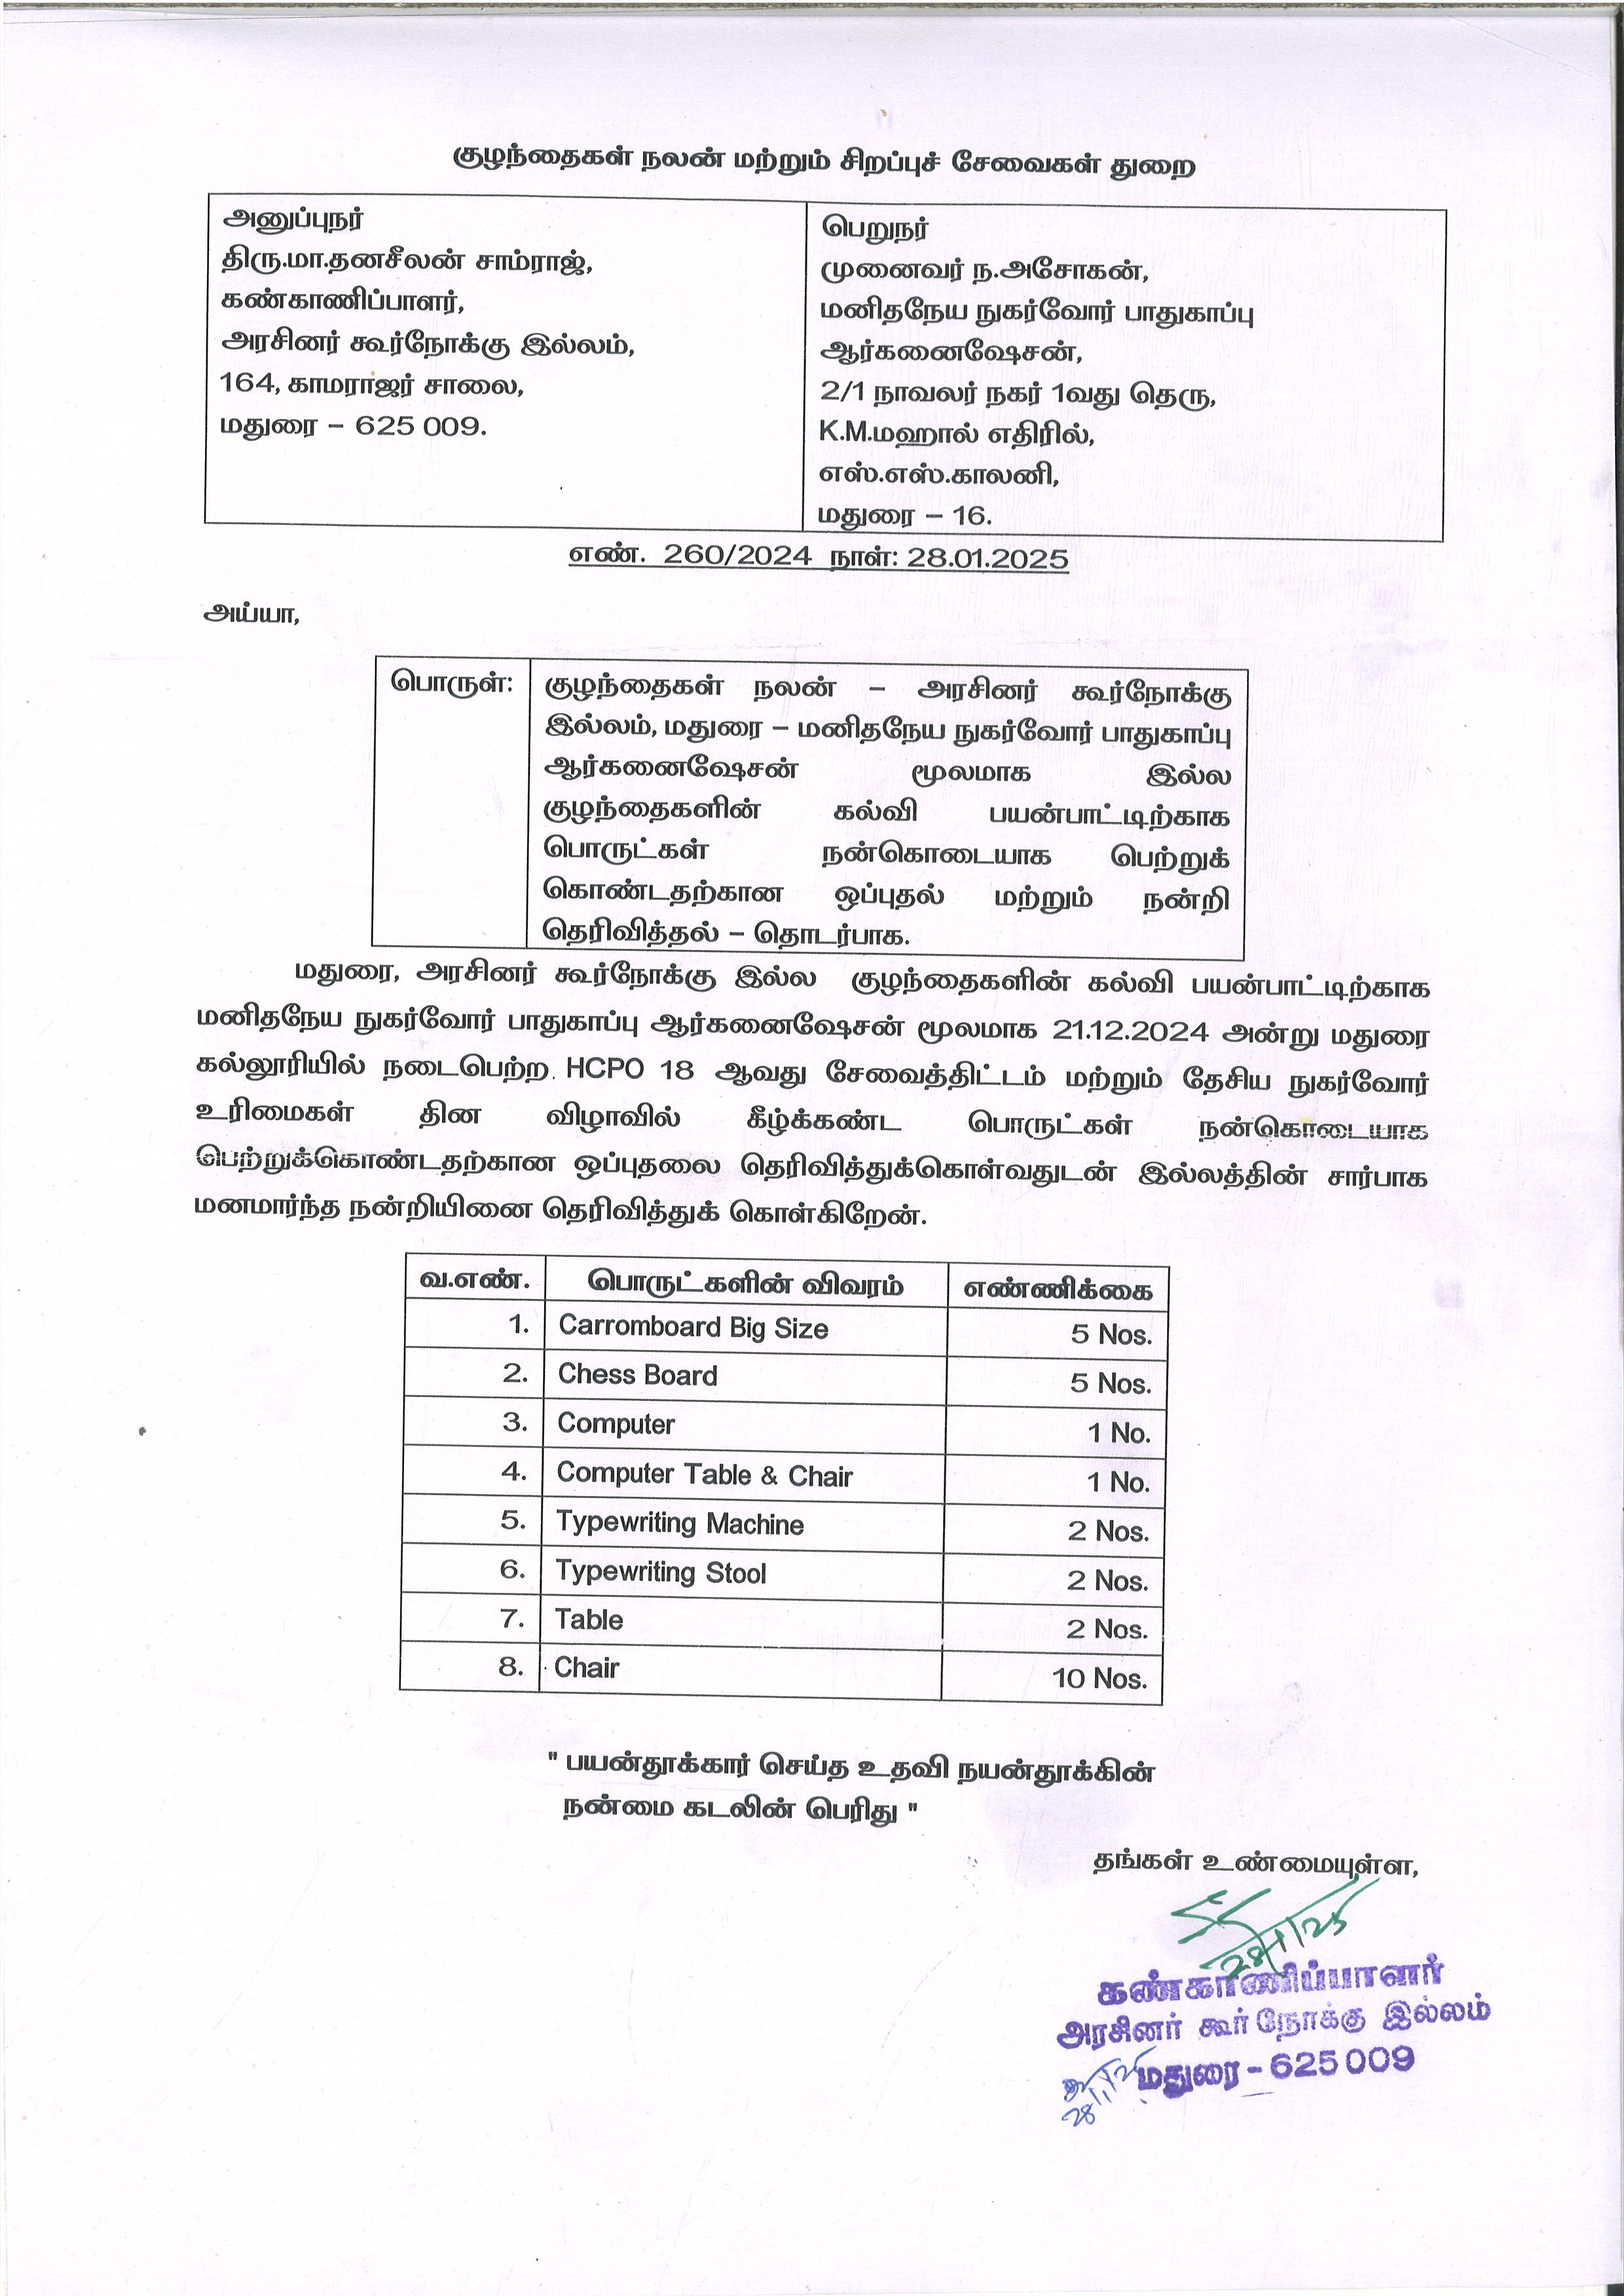 குழந்தைகள் நலன் மற்றும் சிறப்புச் சேவைகள் துறை
அனுப்புநர்
திரு.மா.தனசீலன் சாம்ராஜ்,
கண்காணிப்பாளர்,
அரசினர் கூர்நோக்கு இல்லம்,
164, காமராஜர் சாலை,
மதுரை – 625 009.
பெறுநர்
முனைவர் ந.அசோகன்,
மனிதநேய நுகர்வோர் பாதுகாப்பு
ஆர்கனைஷேசன்,
2/1 நாவலர் நகர் 1வது தெரு,
K.M.மஹால் எதிரில்,
எஸ்.எஸ்.காலனி,
மதுரை – 16.
எண். 260/2024 நாள்: 28.01.2025
அய்யா,
பொருள்: குழந்தைகள் நலன் – அரசினர் கூர்நோக்கு
இல்லம், மதுரை – மனிதநேய நுகர்வோர் பாதுகாப்பு
ஆர்கனைஷேசன் மூலமாக இல்ல
குழந்தைகளின் கல்வி பயன்பாட்டிற்காக
பொருட்கள் நன்கொடையாக பெற்றுக்
கொண்டதற்கான ஒப்புதல் மற்றும் நன்றி
தெரிவித்தல் – தொடர்பாக.
மதுரை, அரசினர் கூர்நோக்கு இல்ல குழந்தைகளின் கல்வி பயன்பாட்டிற்காக
மனிதநேய நுகர்வோர் பாதுகாப்பு ஆர்கனைஷேசன் மூலமாக 21.12.2024 அன்று மதுரை
கல்லூரியில் நடைபெற்ற HCPO 18 ஆவது சேவைத்திட்டம் மற்றும் தேசிய நுகர்வோர்
உரிமைகள் தின விழாவில் கீழ்க்கண்ட பொருட்கள் நன்கொடையாக
பெற்றுக்கொண்டதற்கான ஒப்புதலை தெரிவித்துக்கொள்வதுடன் இல்லத்தின் சார்பாக
மனமார்ந்த நன்றியினை தெரிவித்துக் கொள்கிறேன்.
வ.எண். பொருட்களின் விவரம் எண்ணிக்கை
1. Carromboard Big Size 5 Nos.
2. Chess Board 5 Nos.
3. Computer 1 No.
4. Computer Table & Chair 1 No.
5. Typewriting Machine 2 Nos.
6. Typewriting Stool 2 Nos.
7. Table 2 Nos.
8. Chair 10 Nos.
" பயன்தூக்கார் செய்த உதவி நயன்தூக்கின்
நன்மை கடலின் பெரிது "
தங்கள் உண்மையுள்ள,
28/1/25
கண்காணிப்பாளர்
அரசினர் கூர்நோக்கு இல்லம்
மதுரை – 625 009